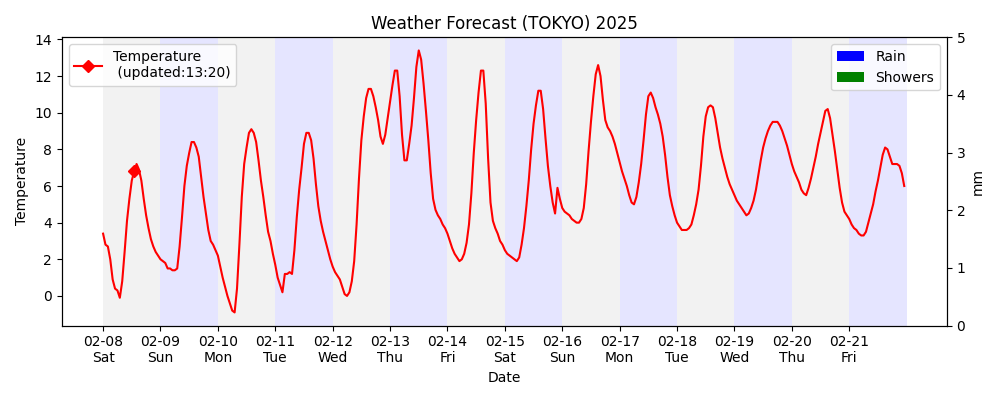 Weather Forecast (TOKYO) 2025
Temperature
(updated:13:20)
Rain
Showers
Temperature
14
12
10
8
6
4
2
0
5
4
3
2
1
0
mm
02-08 02-09 02-10 02-11 02-12 02-13 02-14 02-15 02-16 02-17 02-18 02-19 02-20 02-21
Sat Sun Mon Tue Wed Thu Fri Sat Sun Mon Tue Wed Thu Fri
Date